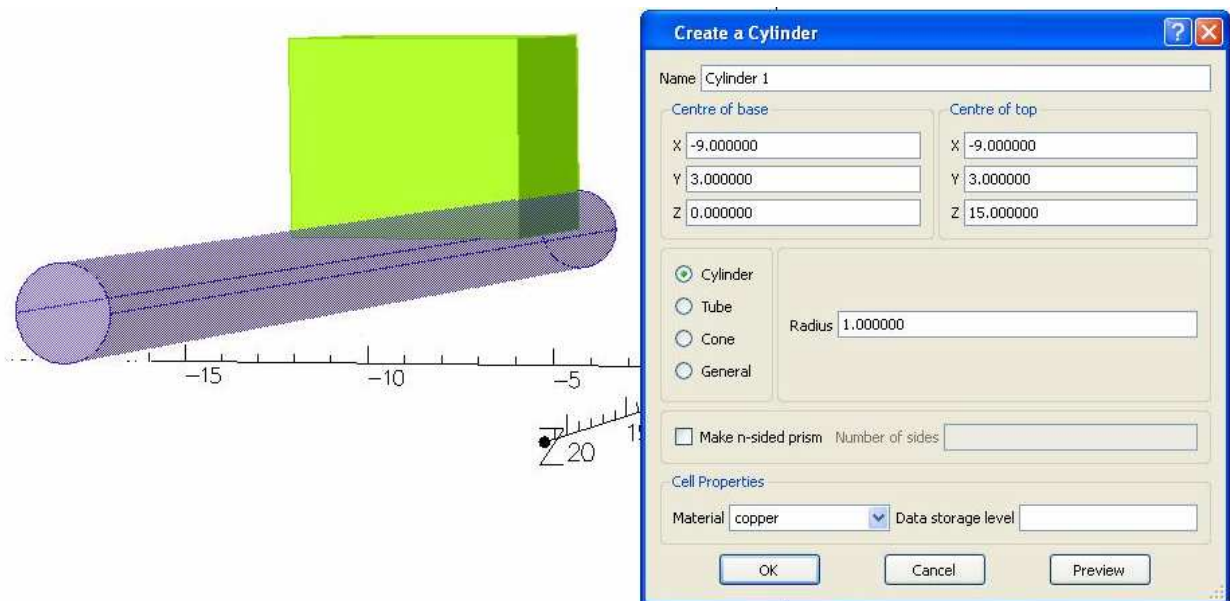 Create a Cylinder
Name Cylinder 1
Centre of base
X -9.000000
Y 3.000000
Z 0.000000
Centre of top
X -9.000000
Y 3.000000
Z 15.000000
Cylinder
Tube
Cone
General
Radius 1.000000
Make n-sided prism Number of sides
Cell Properties
Material copper Data storage level
OK Cancel Preview
−15 −10 −5
Z 20